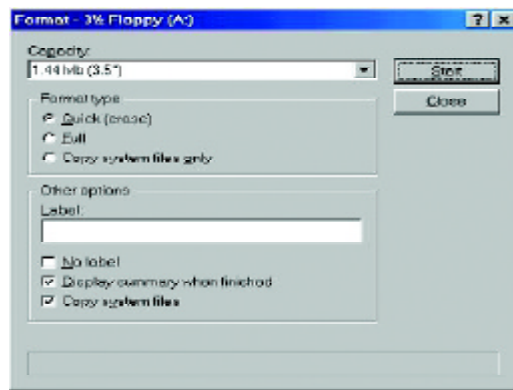 Format - 3½ Floppy (A:)
Capacity:
1.44 Mb (3.5")
Start
Close
Format type
Quick (erase)
Full
Copy system files only
Other options
Label:
No label
Display summary when finished
Copy system files